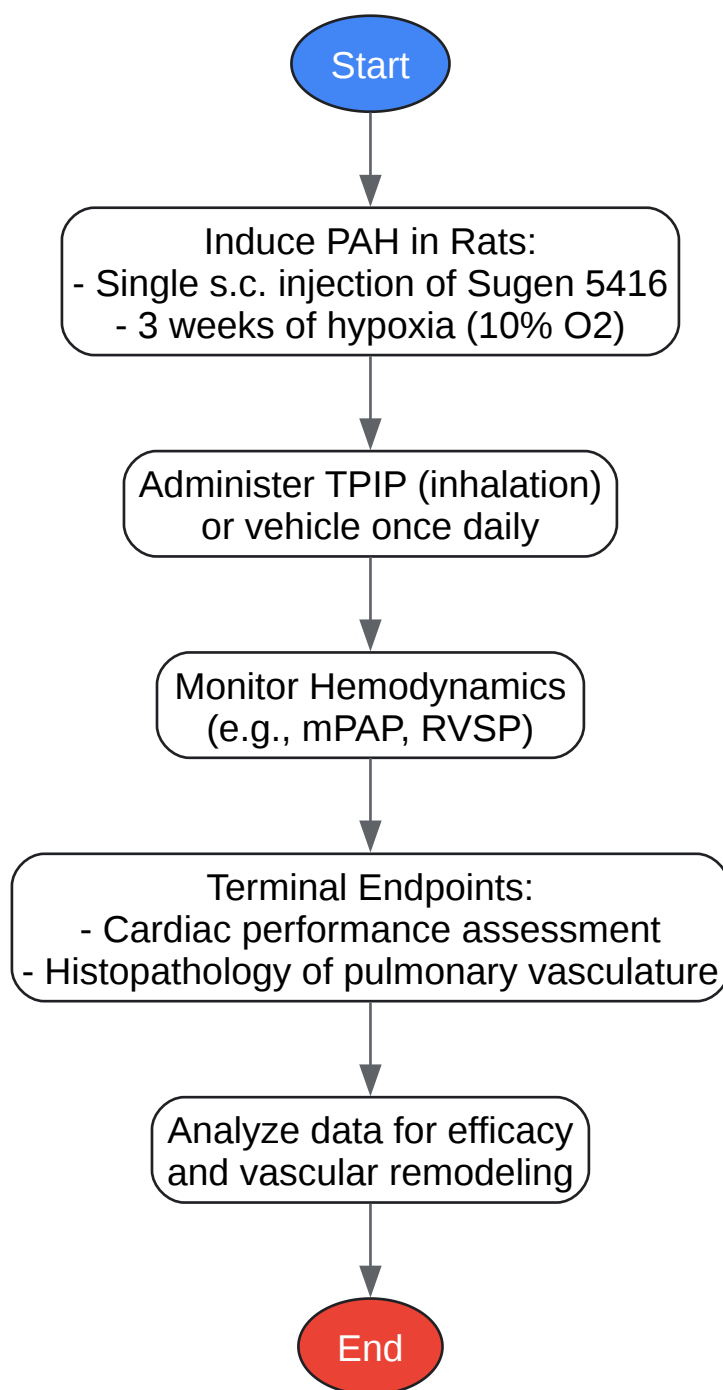 Start
Induce PAH in Rats:
- Single s.c. injection of Sugen 5416
- 3 weeks of hypoxia (10% O2)
Administer TPIP (inhalation)
or vehicle once daily
Monitor Hemodynamics
(e.g., mPAP, RVSP)
Terminal Endpoints:
- Cardiac performance assessment
- Histopathology of pulmonary vasculature
Analyze data for efficacy
and vascular remodeling
End